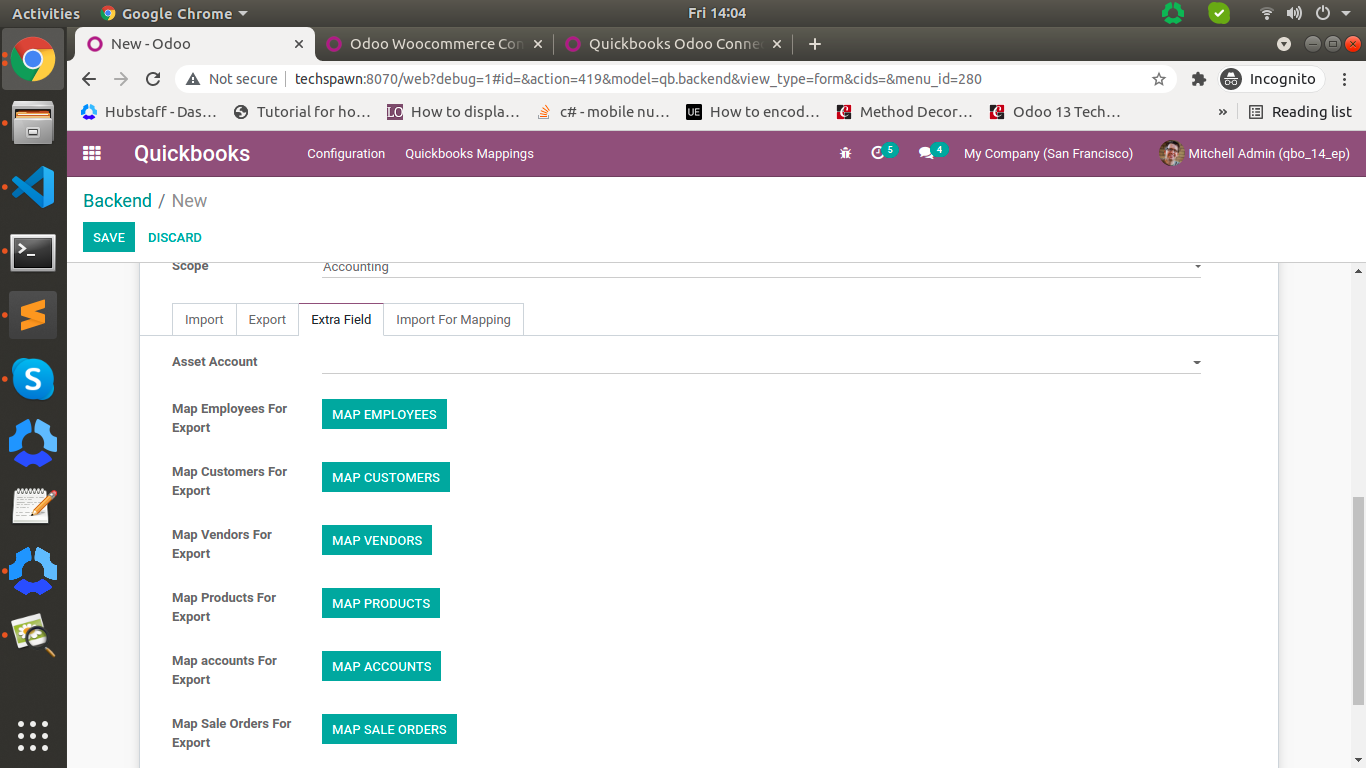 Activities
Google Chrome
Fri 14:04
New - Odoo
Odoo Woocommerce Con
Quickbooks Odoo Conne
Not secure
techspawn:8070/web?debug=1#id=&action=419&model=qb.backend&view_type=form&cids=&menu_id=280
Incognito
Hubstaff - Das…
Tutorial for ho…
LO
How to displa…
c# - mobile nu…
UE
How to encod…
Method Decor…
Odoo 13 Tech…
»
Reading list
Quickbooks
Configuration
Quickbooks Mappings
5
4
My Company (San Francisco)
Mitchell Admin (qbo_14_ep)
Backend / New
SAVE
DISCARD
Scope
Accounting
Import
Export
Extra Field
Import For Mapping
Asset Account
Map Employees For
Export
MAP EMPLOYEES
Map Customers For
Export
MAP CUSTOMERS
Map Vendors For
Export
MAP VENDORS
Map Products For
Export
MAP PRODUCTS
Map accounts For
Export
MAP ACCOUNTS
Map Sale Orders For
Export
MAP SALE ORDERS